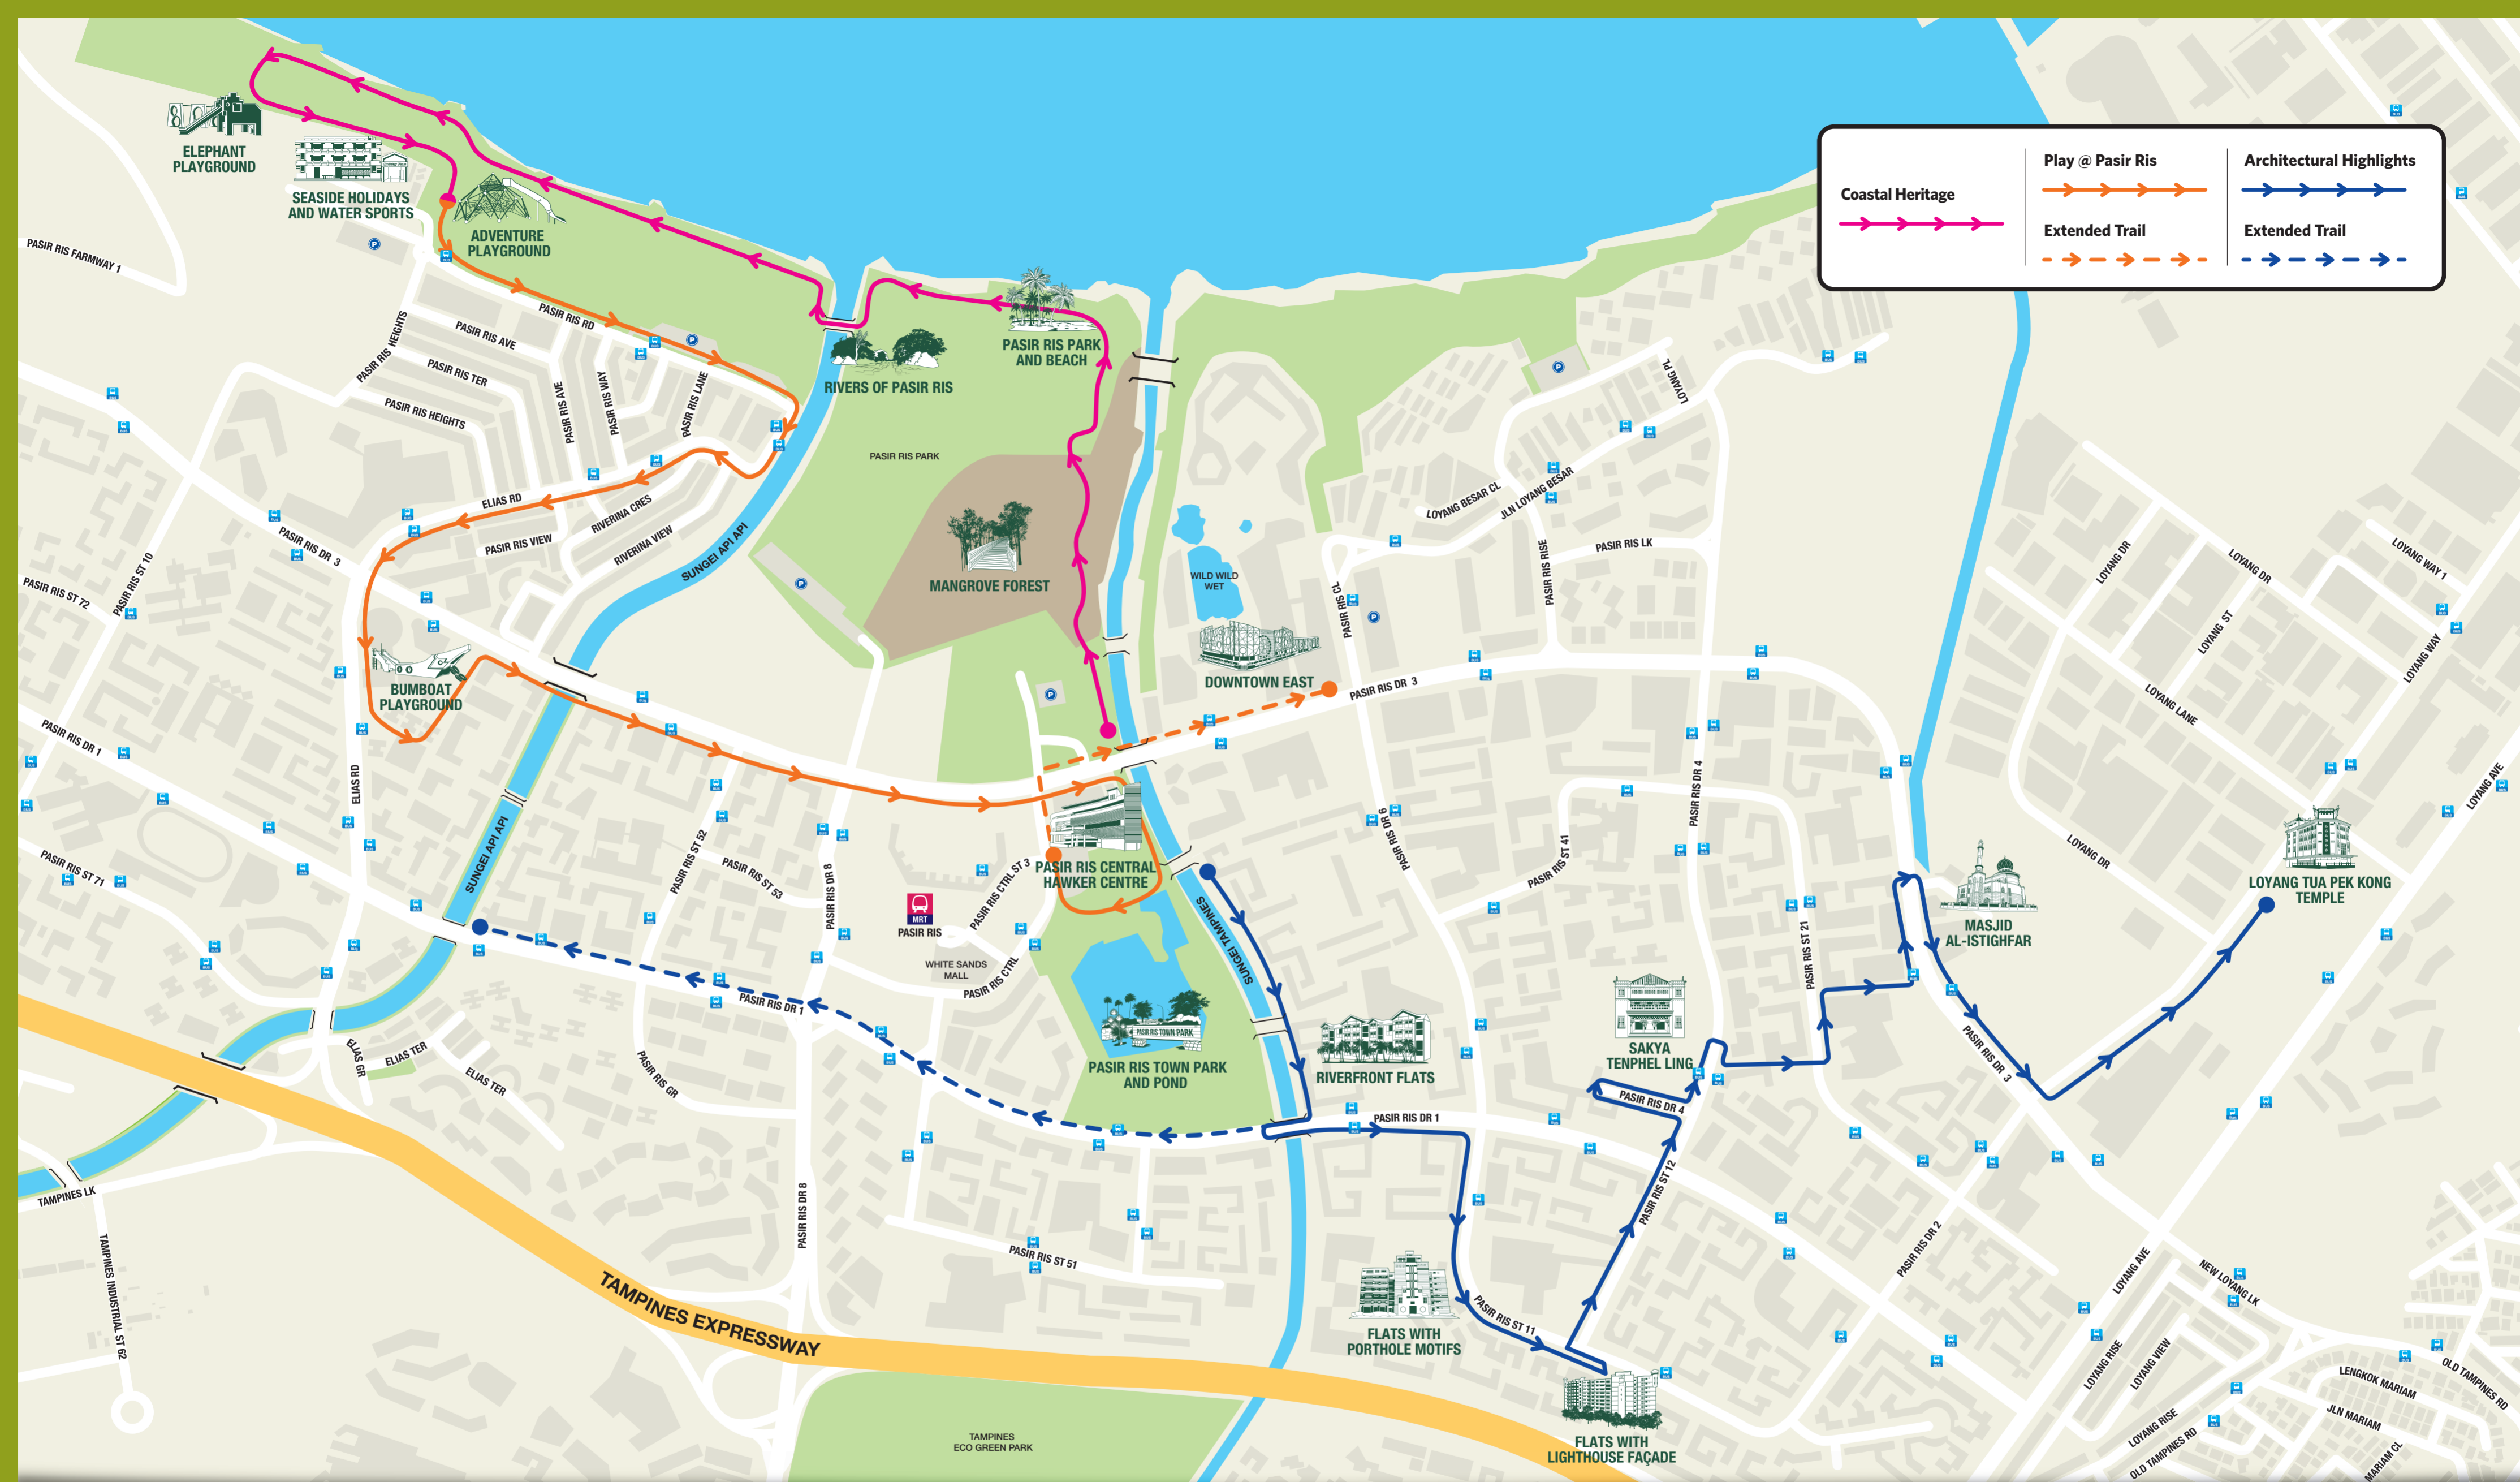 Coastal Heritage
Play @ Pasir Ris
Extended Trail
Architectural Highlights
Extended Trail
ELEPHANT
PLAYGROUND
SEASIDE HOLIDAYS
AND WATER SPORTS
ADVENTURE
PLAYGROUND
PASIR RIS FARMWAY 1
P
PASIR RIS RD
PASIR RIS HEIGHTS
PASIR RIS AVE
PASIR RIS TER
PASIR RIS HEIGHTS
PASIR RIS AVE
PASIR RIS WAY
PASIR RIS LANE
P
RIVERS OF PASIR RIS
PASIR RIS PARK
AND BEACH
PASIR RIS PARK
MANGROVE FOREST
P
LOYANG PL
LOYANG BESAR CL
JLN LOYANG BESAR
PASIR RIS RISE
PASIR RIS LK
WILD WILD
WET
DOWNTOWN EAST
PASIR RIS CL
P
PASIR RIS DR 3
ELIAS RD
PASIR RIS VIEW
RIVERINA CRES
RIVERINA VIEW
SUNGEI API API
P
P
PASIR RIS DR 3
PASIR RIS ST 10
PASIR RIS ST 72
BUMBOAT
PLAYGROUND
PASIR RIS DR 1
ELIAS RD
PASIR RIS ST 71
SUNGEI API API
PASIR RIS ST 52
PASIR RIS ST 53
PASIR RIS DR 8
MRT
PASIR RIS
PASIR RIS CTRL ST 3
PASIR RIS CENTRAL
HAWKER CENTRE
WHITE SANDS
MALL
PASIR RIS CTRL
SUNGEI TAMPINES
PASIR RIS TOWN PARK
PASIR RIS TOWN PARK
AND POND
RIVERFRONT FLATS
PASIR RIS DR 6
PASIR RIS ST 41
PASIR RIS DR 4
PASIR RIS ST 21
SAKYA
TENPHEL LING
PASIR RIS DR 4
PASIR RIS DR 1
PASIR RIS ST 12
PASIR RIS ST 11
FLATS WITH
PORTHOLE MOTIFS
FLATS WITH
LIGHTHOUSE FAÇADE
MASJID
AL-ISTIGHFAR
LOYANG TUA PEK KONG
TEMPLE
PASIR RIS DR 3
LOYANG DR
LOYANG DR
LOYANG WAY 1
LOYANG ST
LOYANG WAY
LOYANG LANE
LOYANG DR
LOYANG AVE
PASIR RIS DR 2
LOYANG AVE
NEW LOYANG LK
LOYANG RISE
LOYANG VIEW
LOYANG RISE
OLD TAMPINES RD
LENGKOK MARIAM
JLN MARIAM
MARIAM CL
OLD TAMPINES RD
PASIR RIS DR 1
PASIR RIS GR
ELIAS GR
ELIAS TER
ELIAS TER
TAMPINES LK
TAMPINES INDUSTRIAL ST 62
PASIR RIS DR 8
PASIR RIS ST 51
TAMPINES EXPRESSWAY
TAMPINES
ECO GREEN PARK